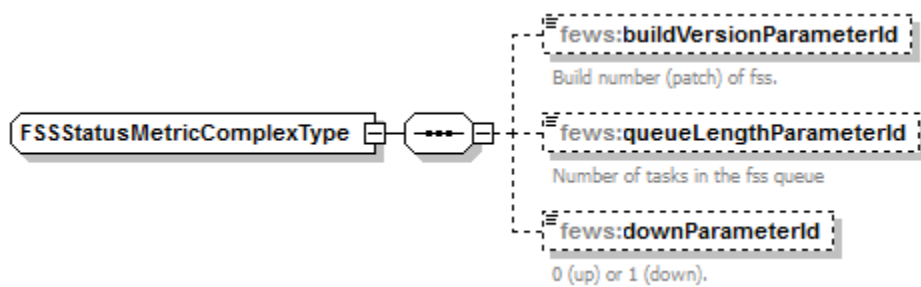 fews:buildVersionParameterId
Build number (patch) of fss.
FSSStatusMetricComplexType
fews:queueLengthParameterId
Number of tasks in the fss queue
fews:downParameterId
0 (up) or 1 (down).